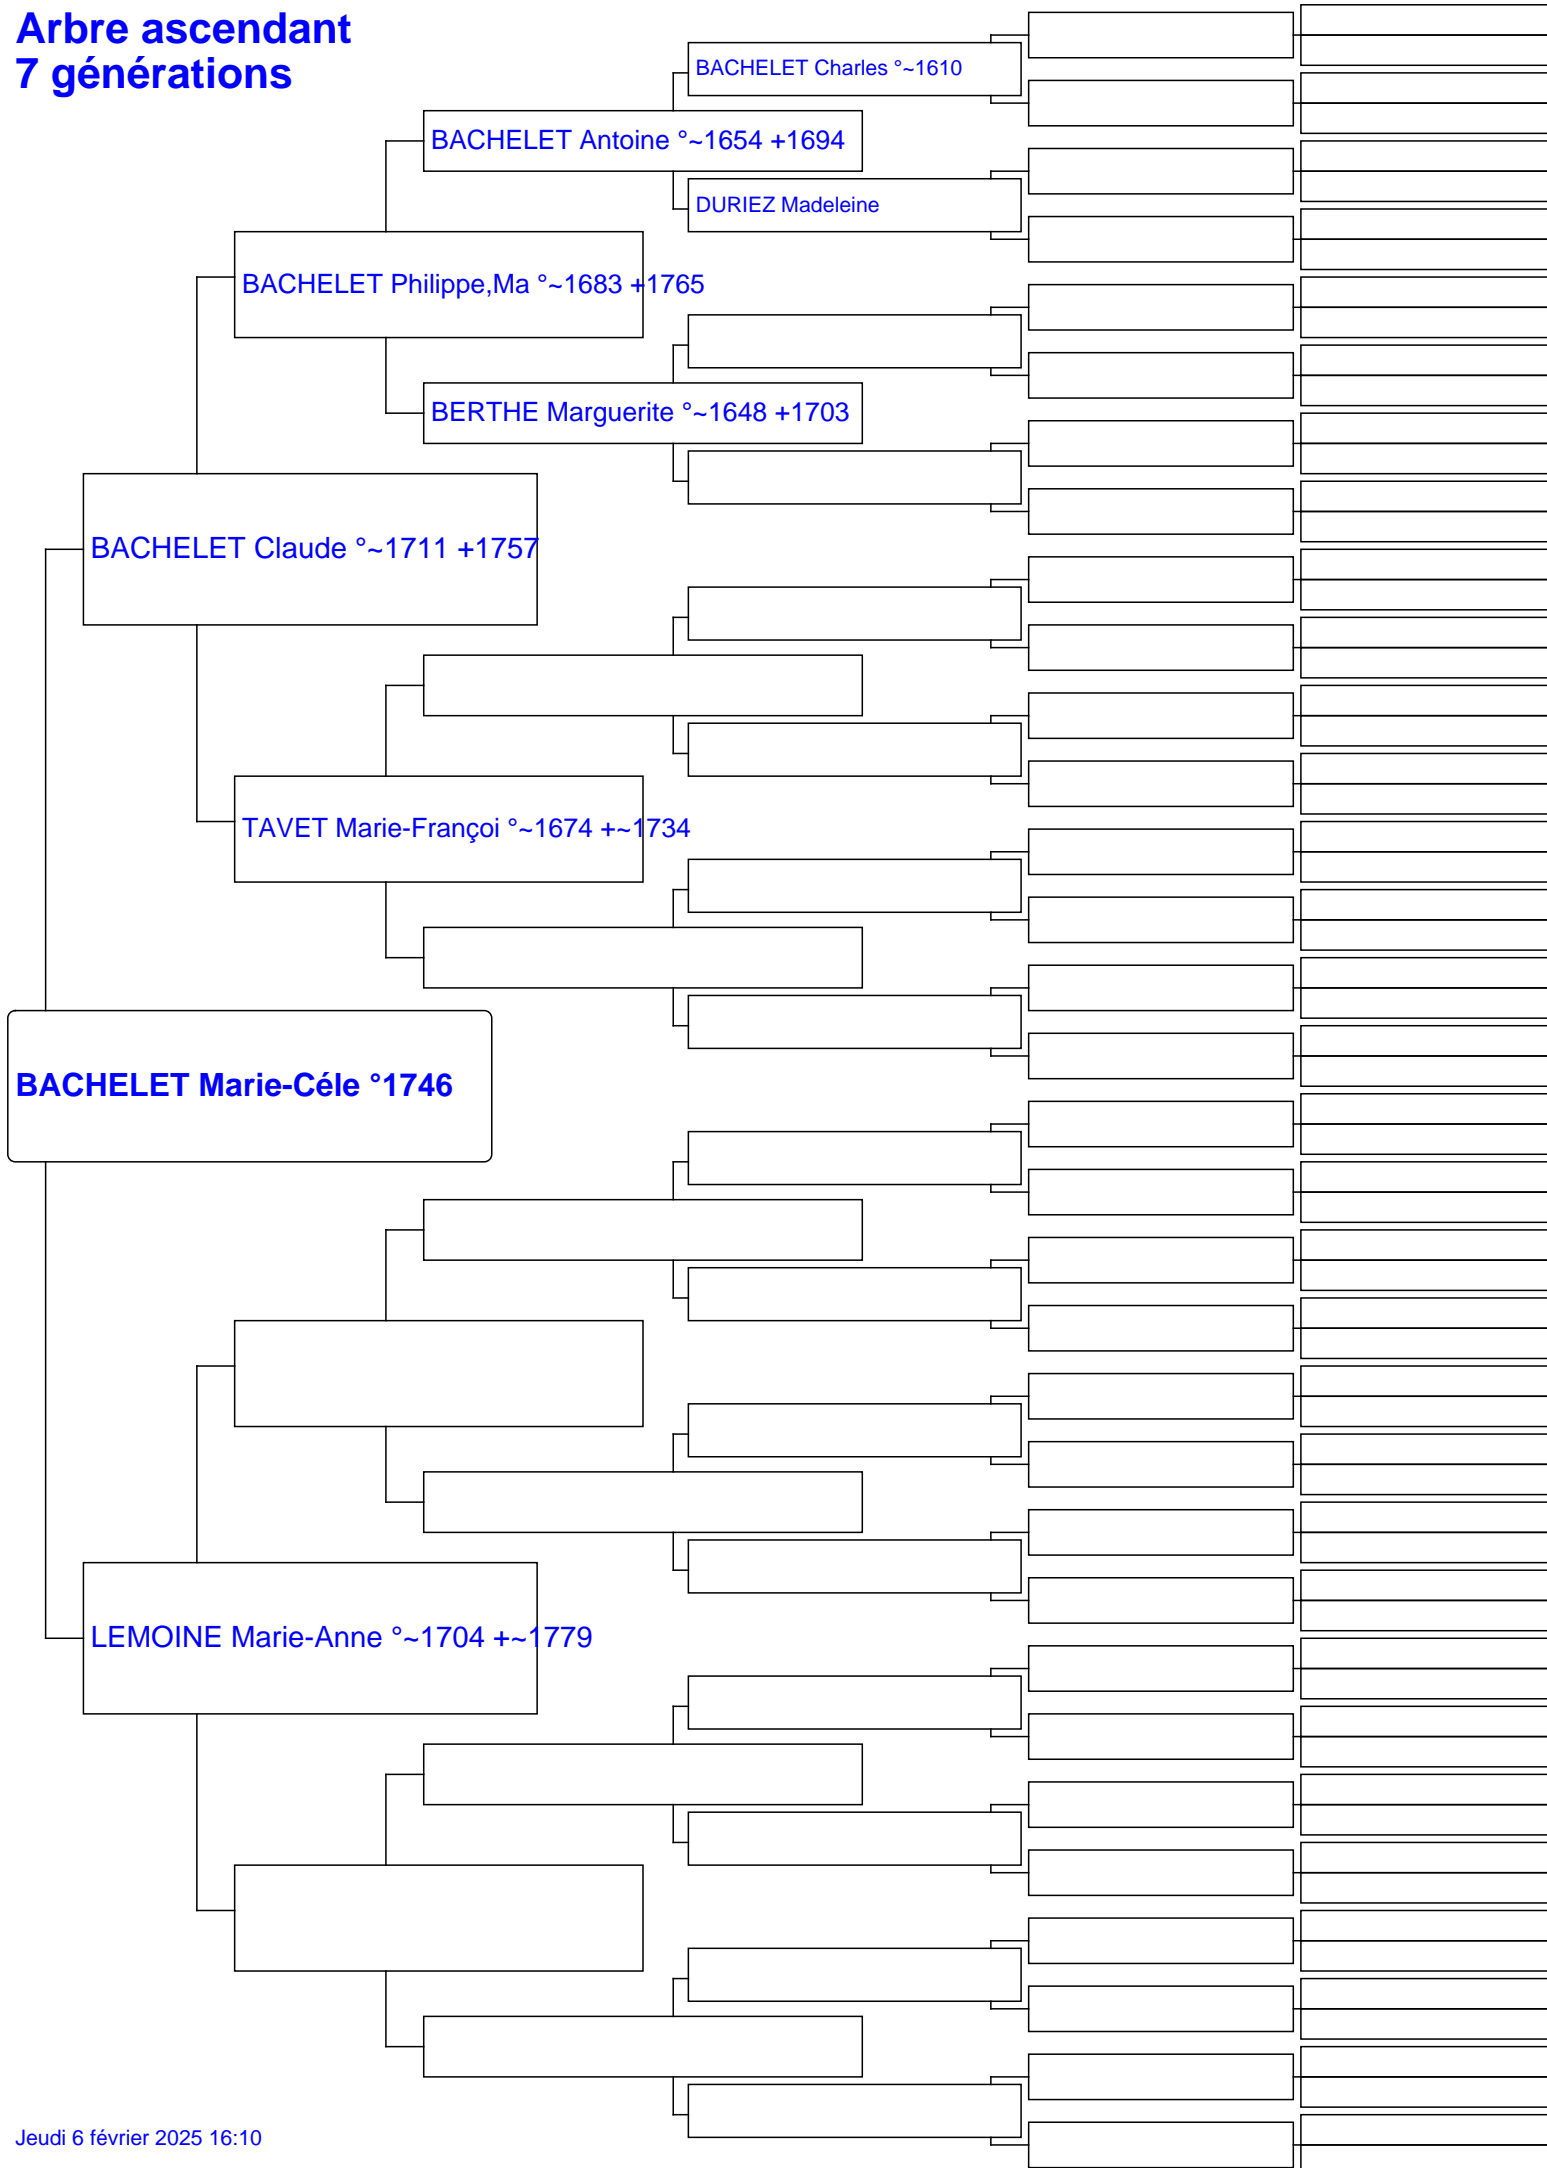 Arbre ascendant
7 générations
BACHELET Charles °~1610
BACHELET Antoine °~1654 +1694
DURIEZ Madeleine
BACHELET Philippe,Ma °~1683 +1765
BERTHE Marguerite °~1648 +1703
BACHELET Claude °~1711 +1757
TAVET Marie-Françoi °~1674 +~1734
BACHELET Marie-Céle °1746
LEMOINE Marie-Anne °~1704 +~1779
Jeudi 6 février 2025 16:10